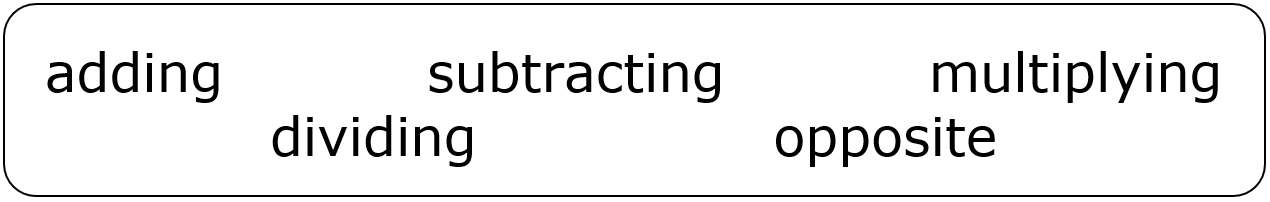 adding subtracting multiplying
dividing opposite